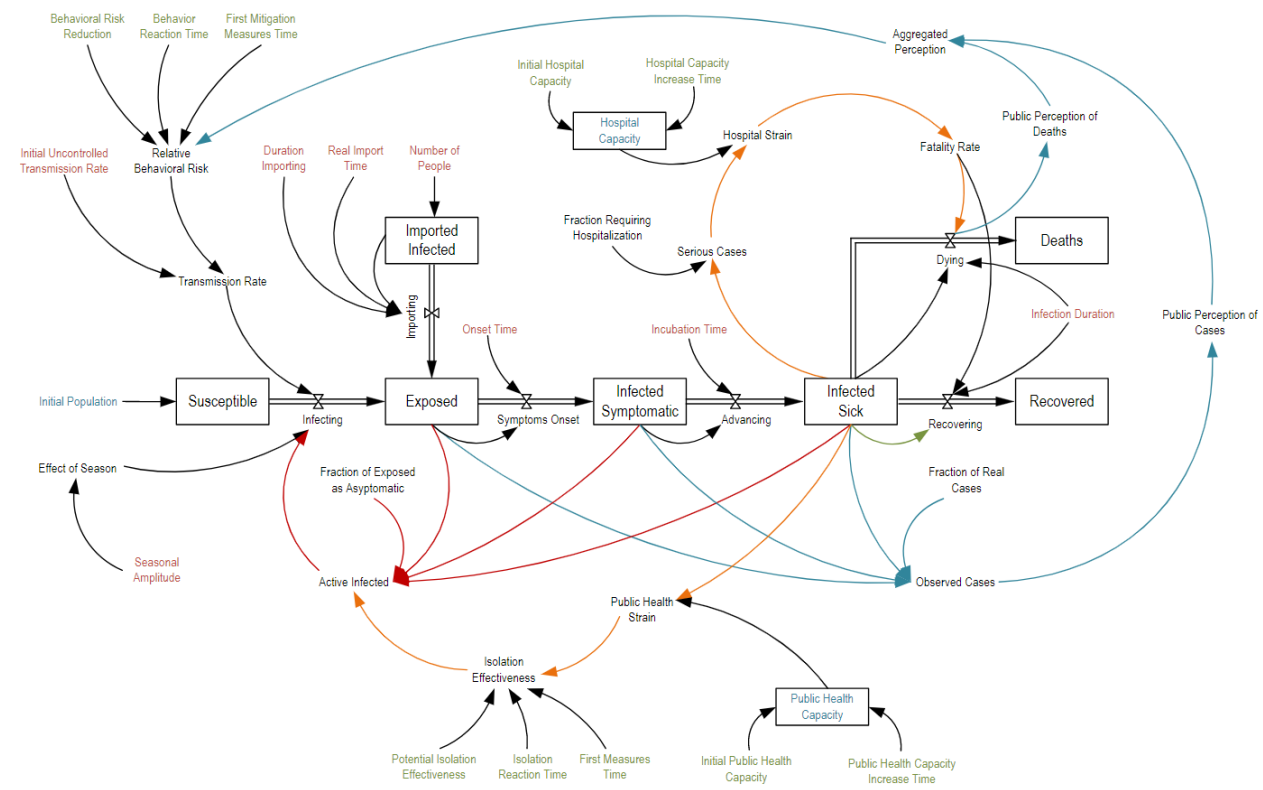 Behavioral Risk
Reduction
Behavior
Reaction Time
First Mitigation
Measures Time
Aggregated
Perception
Initial Hospital
Capacity
Hospital Capacity
Increase Time
Hospital
Capacity
Hospital Strain
Public Perception of
Deaths
Fatality Rate
Initial Uncontrolled
Transmission Rate
Relative
Behavioral Risk
Duration
Importing
Real Import
Time
Number of
People
Imported
Infected
Fraction Requiring
Hospitalization
Serious Cases
Deaths
Dying
Transmission Rate
Importing
Onset Time
Incubation Time
Infection Duration
Public Perception of
Cases
Initial Population
Susceptible
Infecting
Exposed
Symptoms Onset
Infected
Symptomatic
Advancing
Infected
Sick
Recovering
Recovered
Effect of Season
Fraction of Exposed
as Asyptomatic
Fraction of Real
Cases
Seasonal
Amplitude
Active Infected
Observed Cases
Public Health
Strain
Isolation
Effectiveness
Public Health
Capacity
Potential Isolation
Effectiveness
Isolation
Reaction Time
First Measures
Time
Initial Public Health
Capacity
Public Health Capacity
Increase Time